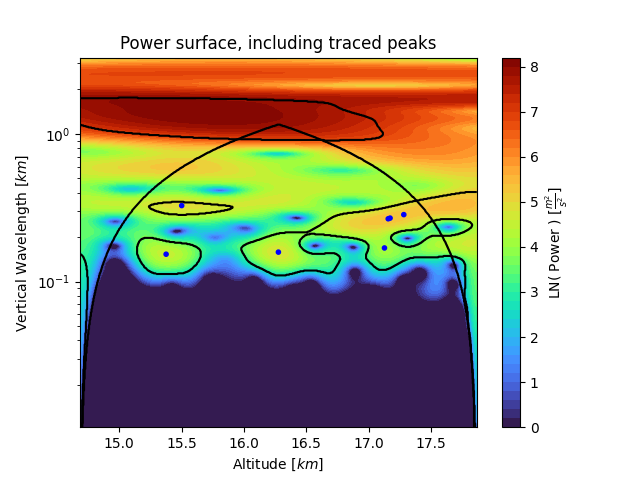 Power surface, including traced peaks
Vertical Wavelength [km]
10⁰
10⁻¹
15.0 15.5 16.0 16.5 17.0 17.5
Altitude [km]
8
7
6
5
4
3
2
1
0
LN( Power ) [m²/s²]